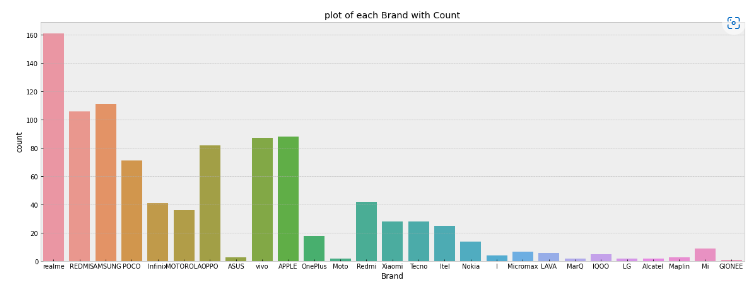 plot of each Brand with Count
160
140
120
100
80
60
40
20
0
count
realme REDMI SAMSUNG POCO Infinix MOTOROLA OPPO ASUS vivo APPLE OnePlus Moto Redmi Xiaomi Tecno Itel Nokia I Micromax LAVA MarQ IQOO LG Alcatel Maplin Mi GIONEE
Brand